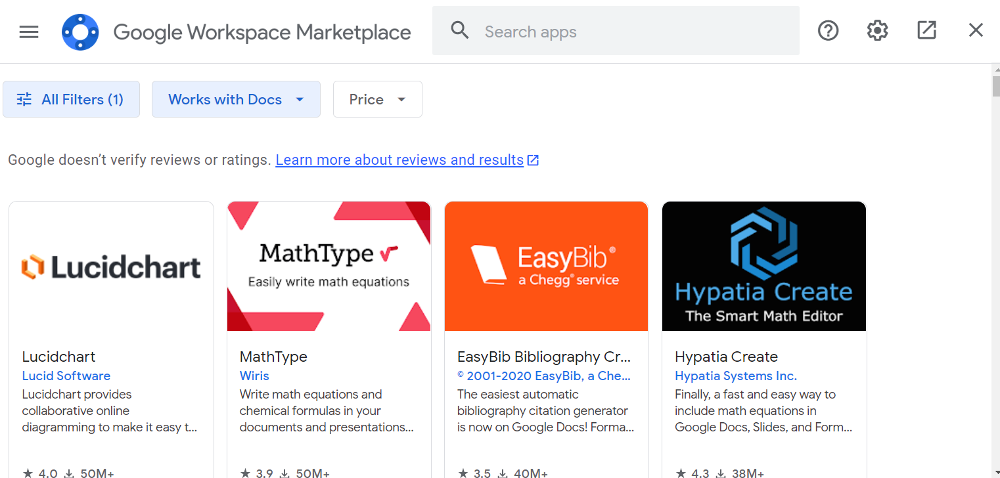 Google Workspace Marketplace
Search apps
All Filters (1)
Works with Docs
Price
Google doesn’t verify reviews or ratings. Learn more about reviews and results
Lucidchart
MathType
Easily write math equations
EasyBib®
a Chegg® service
Hypatia Create
The Smart Math Editor
Lucidchart
Lucid Software
Lucidchart provides
collaborative online
diagramming to make it easy t...
4.0 50M+
MathType
Wiris
Write math equations and
chemical formulas in your
documents and presentations...
3.9 50M+
EasyBib Bibliography Cr...
© 2001-2020 EasyBib, a Che...
The easiest automatic
bibliography citation generator
is now on Google Docs! Forma...
3.5 40M+
Hypatia Create
Hypatia Systems Inc.
Finally, a fast and easy way to
include math equations in
Google Docs, Slides, and Form...
4.3 38M+